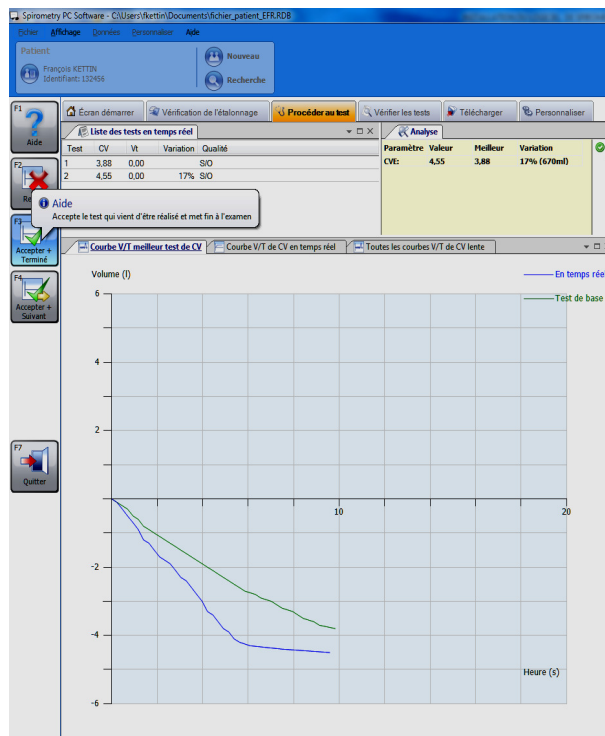 Spirometry PC Software - C:\Users\fkettin\Documents\fichier_patient_EFR.RDB
Fichier Affichage Données Personnaliser Aide
Patient
François KETTIN
Identifiant: 132456
Nouveau
Recherche
F1
Aide
Écran démarrer Vérification de l'étalonnage Procéder au test Vérifier les tests Télécharger Personnaliser
Liste des tests en temps réel
Test CV Vt Variation Qualité
1 3,88 0,00 S/O
2 4,55 0,00 17% S/O
Analyse
Paramètre Valeur Meilleur Variation
CVE: 4,55 3,88 17% (670ml)
F2
Aide
Accepte le test qui vient d'être réalisé et met fin à l'examen
F3
Accepter +
Terminé
F4
Accepter +
Suivant
F7
Quitter
Courbe V/T meilleur test de CV Courbe V/T de CV en temps réel Toutes les courbes V/T de CV lente
Volume (l)
En temps rée
Test de base
6
4
2
10 20
-2
-4
Heure (s)
-6